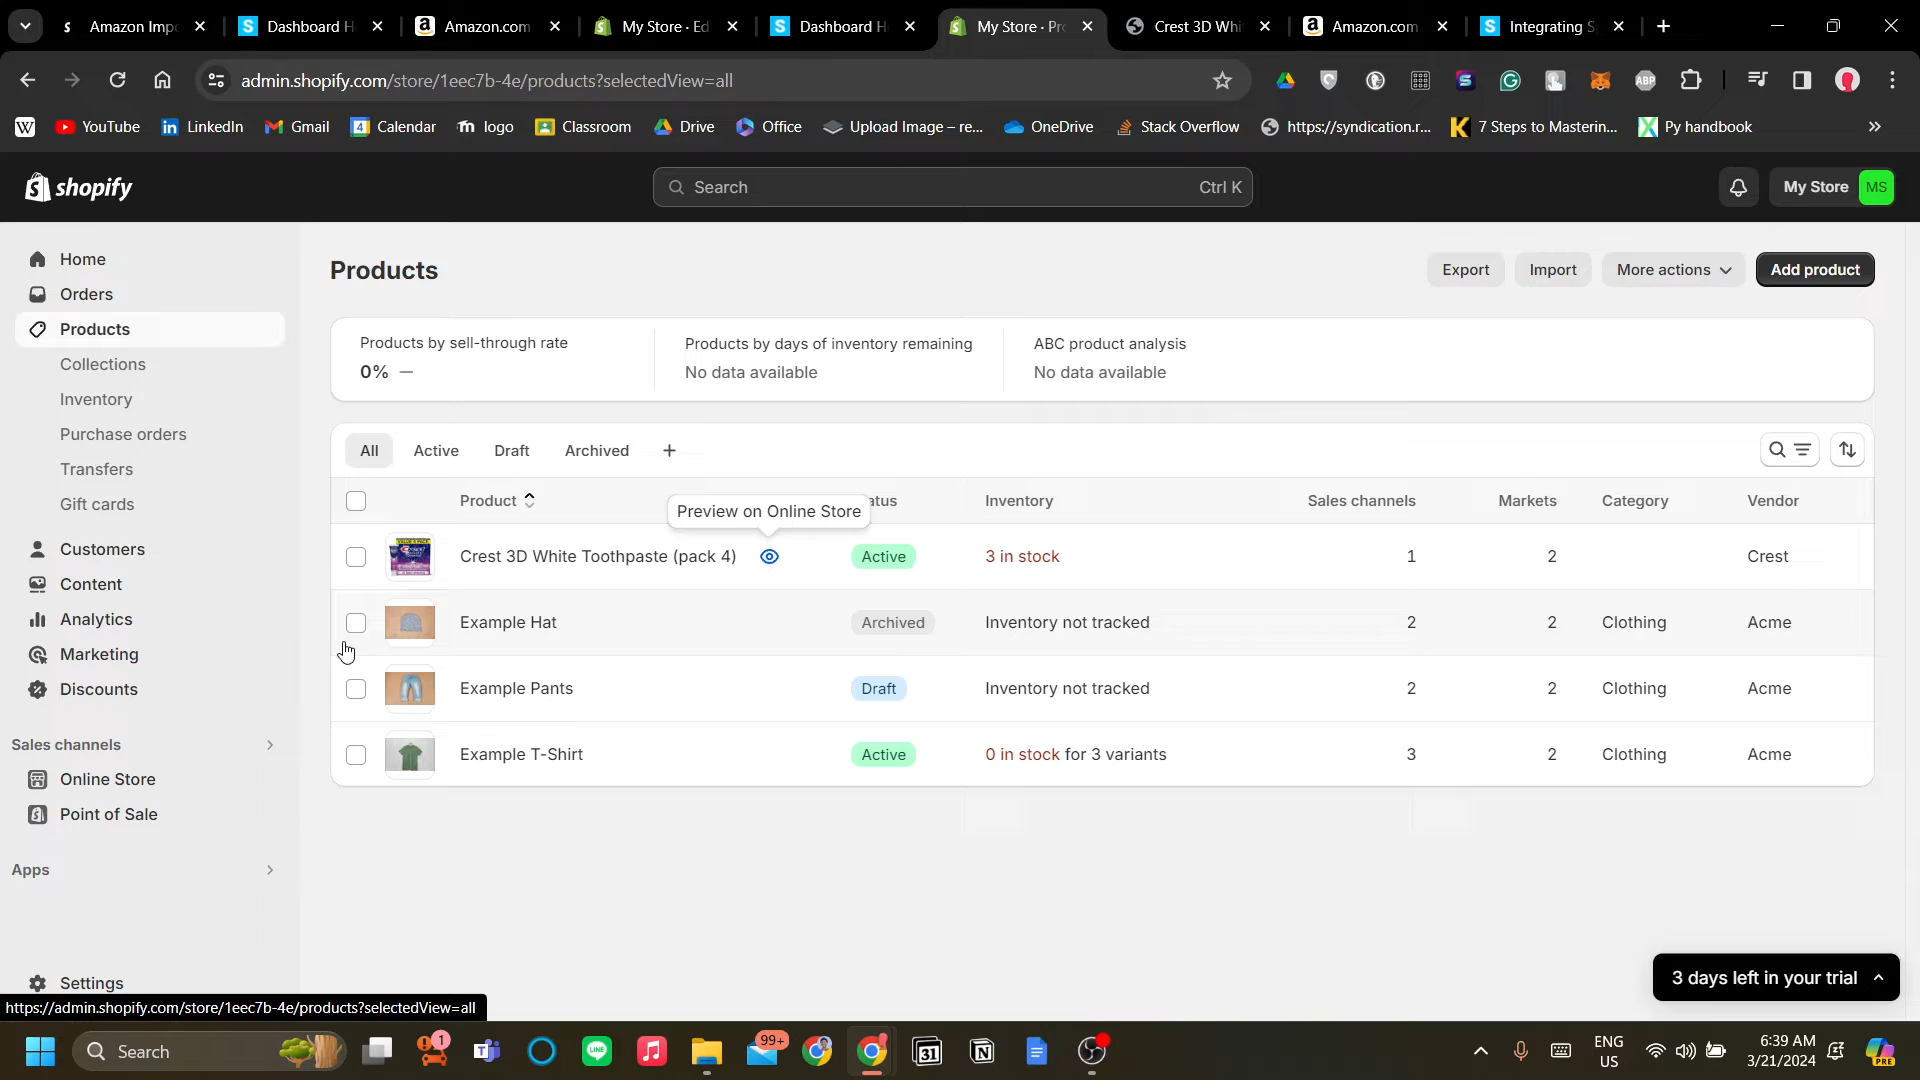 Amazon Imp
Dashboard H
Amazon.com
My Store · Ed
Dashboard H
My Store · Pr
Crest 3D Whi
Amazon.com
Integrating S
admin.shopify.com/store/1eec7b-4e/products?selectedView=all
YouTube
LinkedIn
Gmail
Calendar
logo
Classroom
Drive
Office
Upload Image – re...
OneDrive
Stack Overflow
https://syndication.r...
7 Steps to Masterin...
Py handbook
shopify
Search
Ctrl K
My Store
MS
Home
Orders
Products
Collections
Inventory
Purchase orders
Transfers
Gift cards
Customers
Content
Analytics
Marketing
Discounts
Sales channels
Online Store
Point of Sale
Apps
Settings
Products
Export
Import
More actions
Add product
Products by sell-through rate
0% —
Products by days of inventory remaining
No data available
ABC product analysis
No data available
All
Active
Draft
Archived
Product
Preview on Online Store
atus
Inventory
Sales channels
Markets
Category
Vendor
Crest 3D White Toothpaste (pack 4)
Active
3 in stock
1
2
Crest
Example Hat
Archived
Inventory not tracked
2
2
Clothing
Acme
Example Pants
Draft
Inventory not tracked
2
2
Clothing
Acme
Example T-Shirt
Active
0 in stock for 3 variants
3
2
Clothing
Acme
3 days left in your trial
https://admin.shopify.com/store/1eec7b-4e/products?selectedView=all
Search
1
99+
31
ENG
US
6:39 AM
3/21/2024
PRE